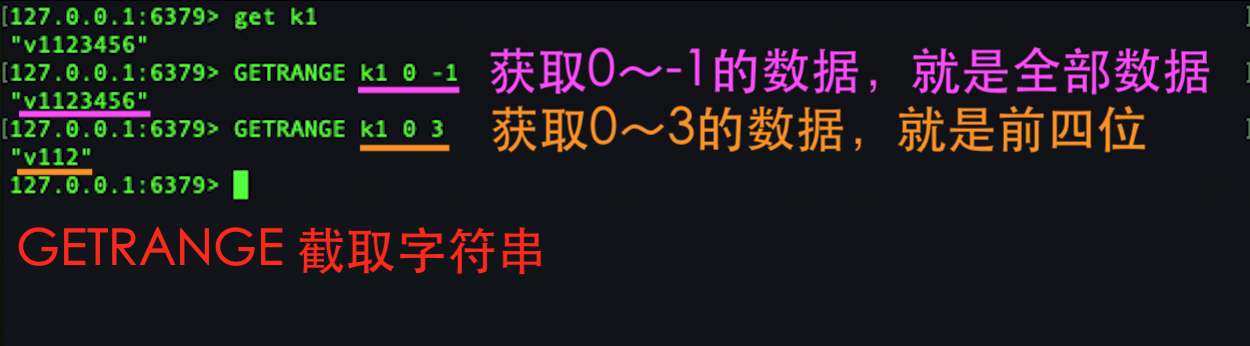 [127.0.0.1:6379> get k1
"v1123456"
[127.0.0.1:6379> GETRANGE k1 0 -1 获取0～-1的数据，就是全部数据
"v1123456"
[127.0.0.1:6379> GETRANGE k1 0 3 获取0～3的数据，就是前四位
"v112"
127.0.0.1:6379>
GETRANGE 截取字符串